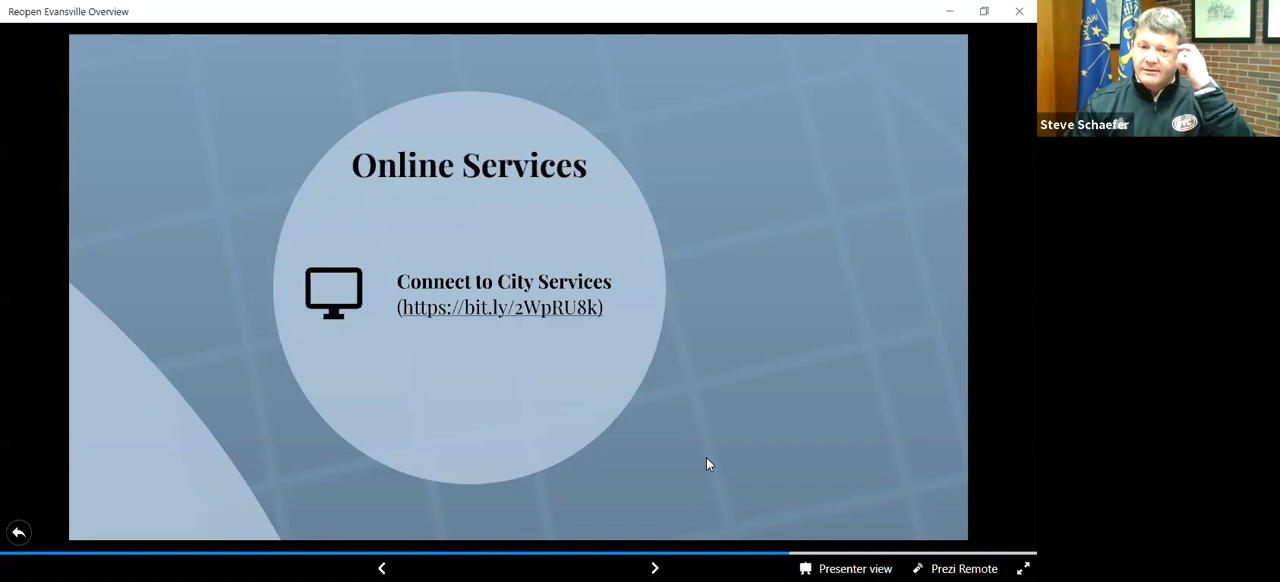 Reopen Evansville Overview
Steve Schaefer
Online Services
Connect to City Services
(https://bit.ly/2WpRU8k)
Presenter view
Prezi Remote